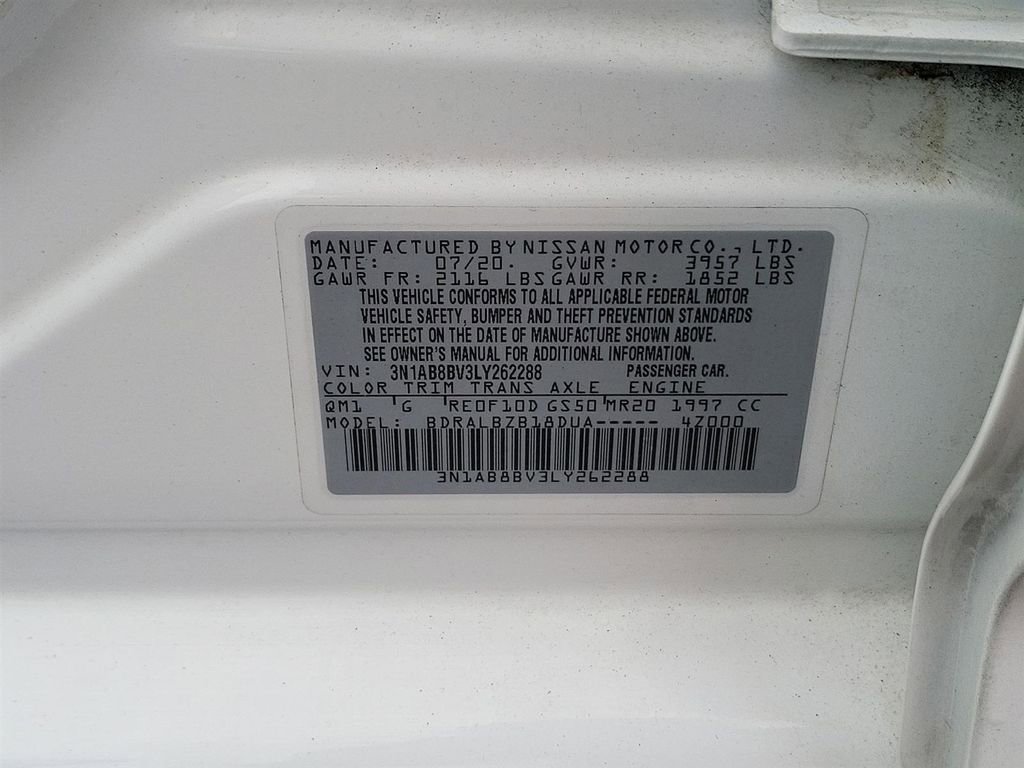 MANUFACTURED BY NISSAN MOTOR CO., LTD.
DATE: 07/20. GVWR: 3957 LBS
GAWR FR: 2116 LBS GAWR RR: 1852 LBS
THIS VEHICLE CONFORMS TO ALL APPLICABLE FEDERAL MOTOR
VEHICLE SAFETY, BUMPER AND THEFT PREVENTION STANDARDS
IN EFFECT ON THE DATE OF MANUFACTURE SHOWN ABOVE.
SEE OWNER'S MANUAL FOR ADDITIONAL INFORMATION.
VIN: 3N1AB8BV3LY262288 PASSENGER CAR.
COLOR TRIM TRANS AXLE ENGINE
QM1 G RE0F10D GS50 MR20 1997 CC
MODEL: BDRALBZB18DUA----- 4Z000
3N1AB8BV3LY262288